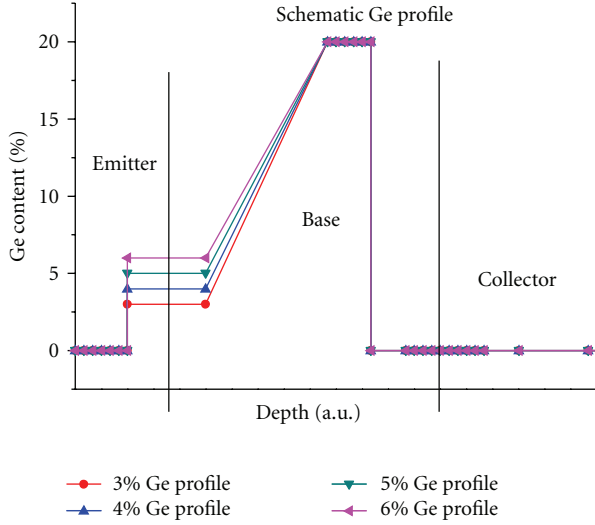 Schematic Ge profile
20
15
10
5
0
Ge content (%)
Emitter
Base
Collector
Depth (a.u.)
3% Ge profile
4% Ge profile
5% Ge profile
6% Ge profile